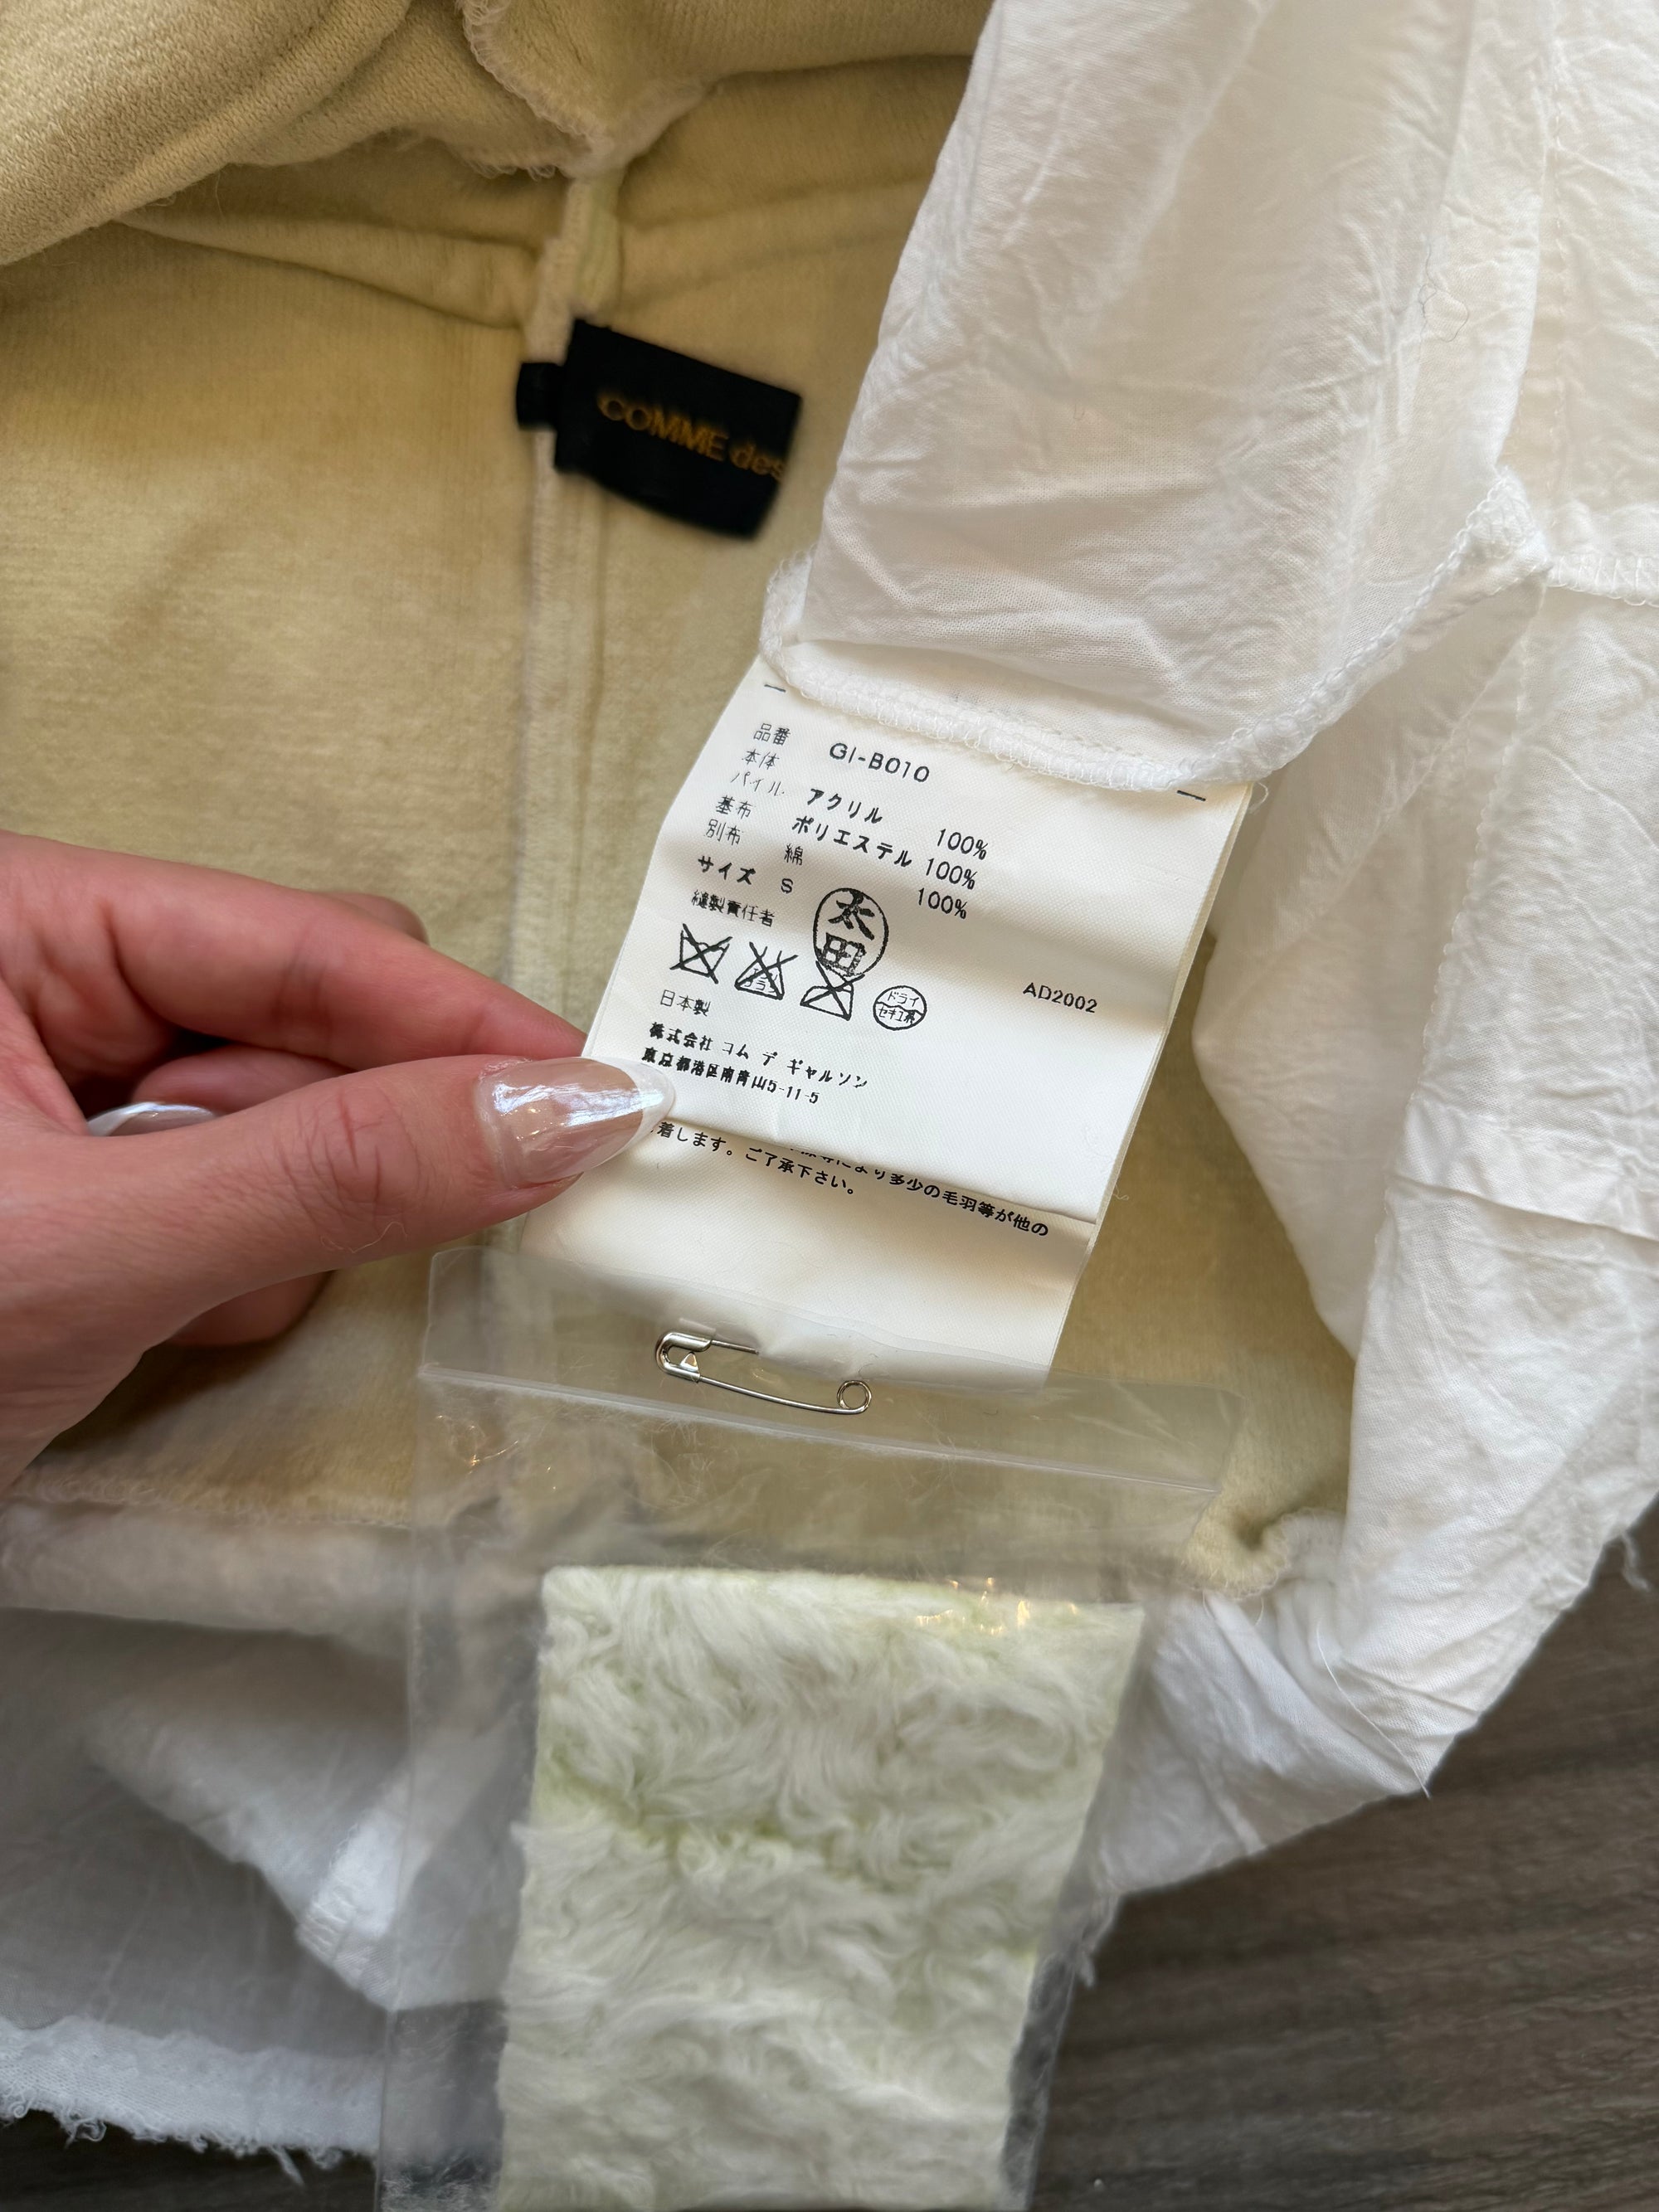 COMME des
品番 GI-B010
本体
パイル アクリル 100%
基布 ポリエステル 100%
別布 綿 100%
サイズ S
縫製責任者 太田
ドライ
セキユ系
AD2002
日本製
株式会社 コム デ ギャルソン
東京都港区南青山5-11-5
により多少の毛羽等が他の
着します。ご了承下さい。